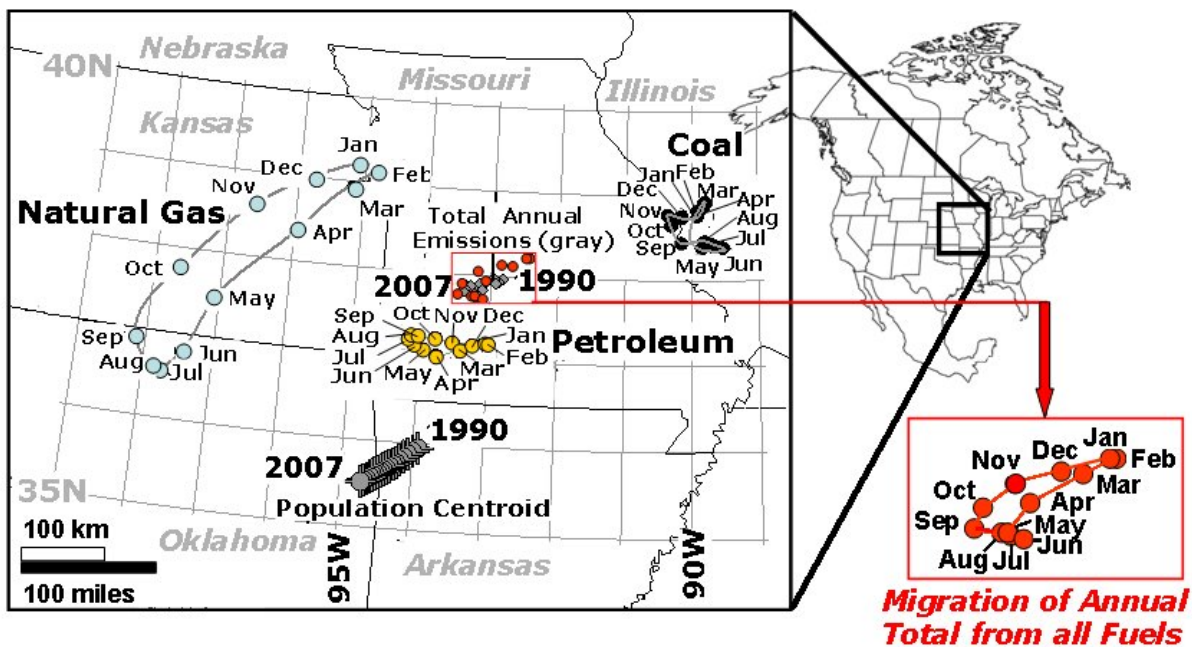 Nebraska
40N
Missouri
Illinois
Kansas
Coal
Jan
Dec
Feb
Nov
Mar
Natural Gas
Apr
Oct
May
Sep
Jun
Aug
Jul
JanFeb
Dec
Mar
Nov
Apr
Oct
Aug
Sep
Jul
May Jun
Total Annual
Emissions (gray)
2007
1990
Sep
Oct
Nov
Dec
Aug
Jan
Jul
Feb
Jun
May
Mar
Apr
Petroleum
1990
2007
Population Centroid
35N
100 km
Oklahoma
95W
Arkansas
90W
100 miles
Jan
Dec
Feb
Nov
Mar
Oct
Apr
Sep
May
Jun
Aug
Jul
Migration of Annual
Total from all Fuels